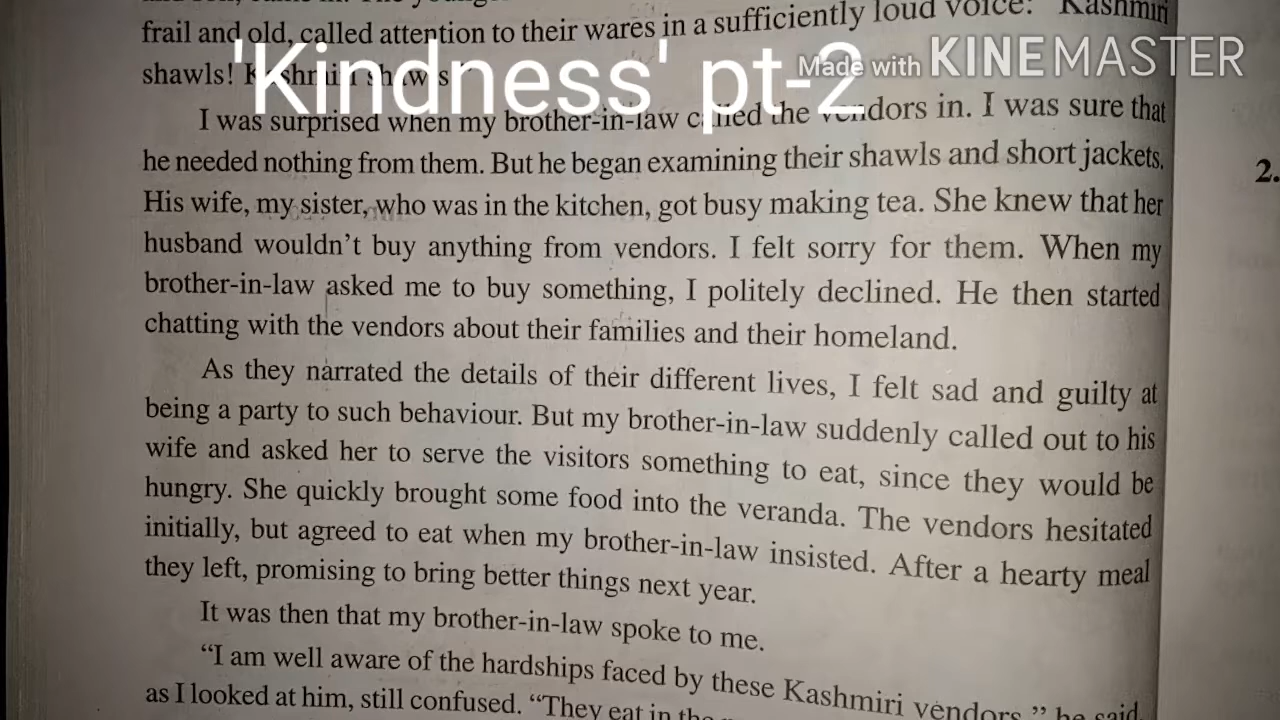 frail and old, called attention to their wares in a sufficiently loud voice: "Kashmiri
shawls! Kashmiri shawls!"
'Kindness' pt-2
Made with KINEMASTER
I was surprised when my brother-in-law called the vendors in. I was sure that
he needed nothing from them. But he began examining their shawls and short jackets.
2.
His wife, my sister, who was in the kitchen, got busy making tea. She knew that her
husband wouldn't buy anything from vendors. I felt sorry for them. When my
brother-in-law asked me to buy something, I politely declined. He then started
chatting with the vendors about their families and their homeland.
As they narrated the details of their different lives, I felt sad and guilty at
being a party to such behaviour. But my brother-in-law suddenly called out to his
wife and asked her to serve the visitors something to eat, since they would be
hungry. She quickly brought some food into the veranda. The vendors hesitated
initially, but agreed to eat when my brother-in-law insisted. After a hearty meal
they left, promising to bring better things next year.
It was then that my brother-in-law spoke to me.
"I am well aware of the hardships faced by these Kashmiri vendors," he said,
as I looked at him, still confused. "They eat in the